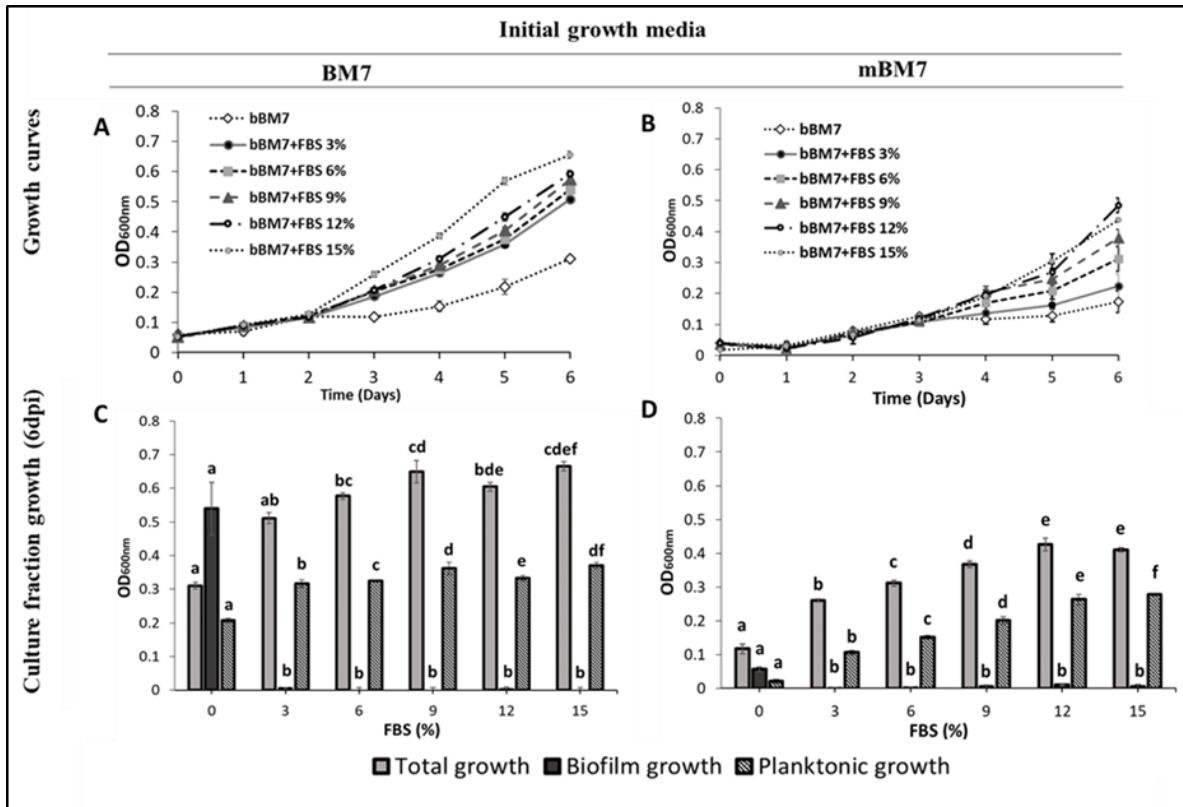 Initial growth media
BM7
mBM7
Growth curves
A
0.8
0.7
0.6
0.5
0.4
0.3
0.2
0.1
0
OD600nm
bBM7
bBM7+FBS 3%
bBM7+FBS 6%
bBM7+FBS 9%
bBM7+FBS 12%
bBM7+FBS 15%
0 1 2 3 4 5 6
Time (Days)
B
0.8
0.7
0.6
0.5
0.4
0.3
0.2
0.1
0
OD600nm
bBM7
bBM7+FBS 3%
bBM7+FBS 6%
bBM7+FBS 9%
bBM7+FBS 12%
bBM7+FBS 15%
0 1 2 3 4 5 6
Time (Days)
Culture fraction growth (6dpi)
C
0.8
0.7
0.6
0.5
0.4
0.3
0.2
0.1
0
OD600nm
a a a
ab b b
bc b c
cd b d
bde b e
cdef b df
0 3 6 9 12 15
FBS (%)
D
0.8
0.7
0.6
0.5
0.4
0.3
0.2
0.1
0
OD600nm
a a a
b b b
c b c
d b d
e b e
e b f
0 3 6 9 12 15
FBS (%)
Total growth Biofilm growth Planktonic growth